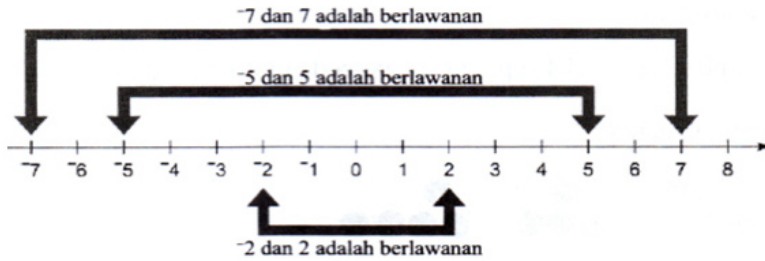 ⁻7 dan 7 adalah berlawanan
⁻5 dan 5 adalah berlawanan
⁻7 ⁻6 ⁻5 ⁻4 ⁻3 ⁻2 ⁻1 0 1 2 3 4 5 6 7 8
⁻2 dan 2 adalah berlawanan